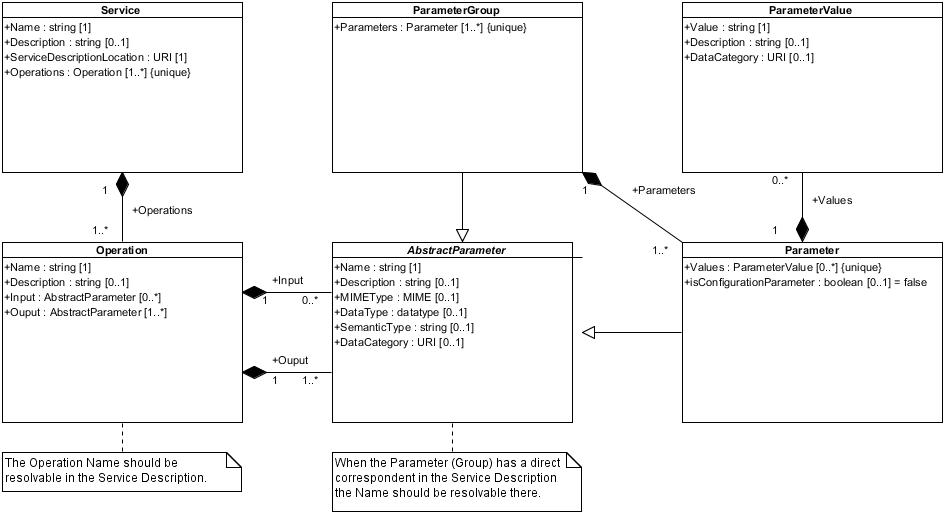 Service
+Name : string [1]
+Description : string [0..1]
+ServiceDescriptionLocation : URI [1]
+Operations : Operation [1..*] {unique}
ParameterGroup
+Parameters : Parameter [1..*] {unique}
ParameterValue
+Value : string [1]
+Description : string [0..1]
+DataCategory : URI [0..1]
1
+Operations
1..*
1
+Parameters
1..*
0..*
+Values
1
Operation
+Name : string [1]
+Description : string [0..1]
+Input : AbstractParameter [0..*]
+Ouput : AbstractParameter [1..*]
+Input
1
0..*
+Ouput
1
1..*
AbstractParameter
+Name : string [1]
+Description : string [0..1]
+MIMEType : MIME [0..1]
+DataType : datatype [0..1]
+SemanticType : string [0..1]
+DataCategory : URI [0..1]
Parameter
+Values : ParameterValue [0..*] {unique}
+isConfigurationParameter : boolean [0..1] = false
The Operation Name should be
resolvable in the Service Description.
When the Parameter (Group) has a direct
correspondent in the Service Description
the Name should be resolvable there.